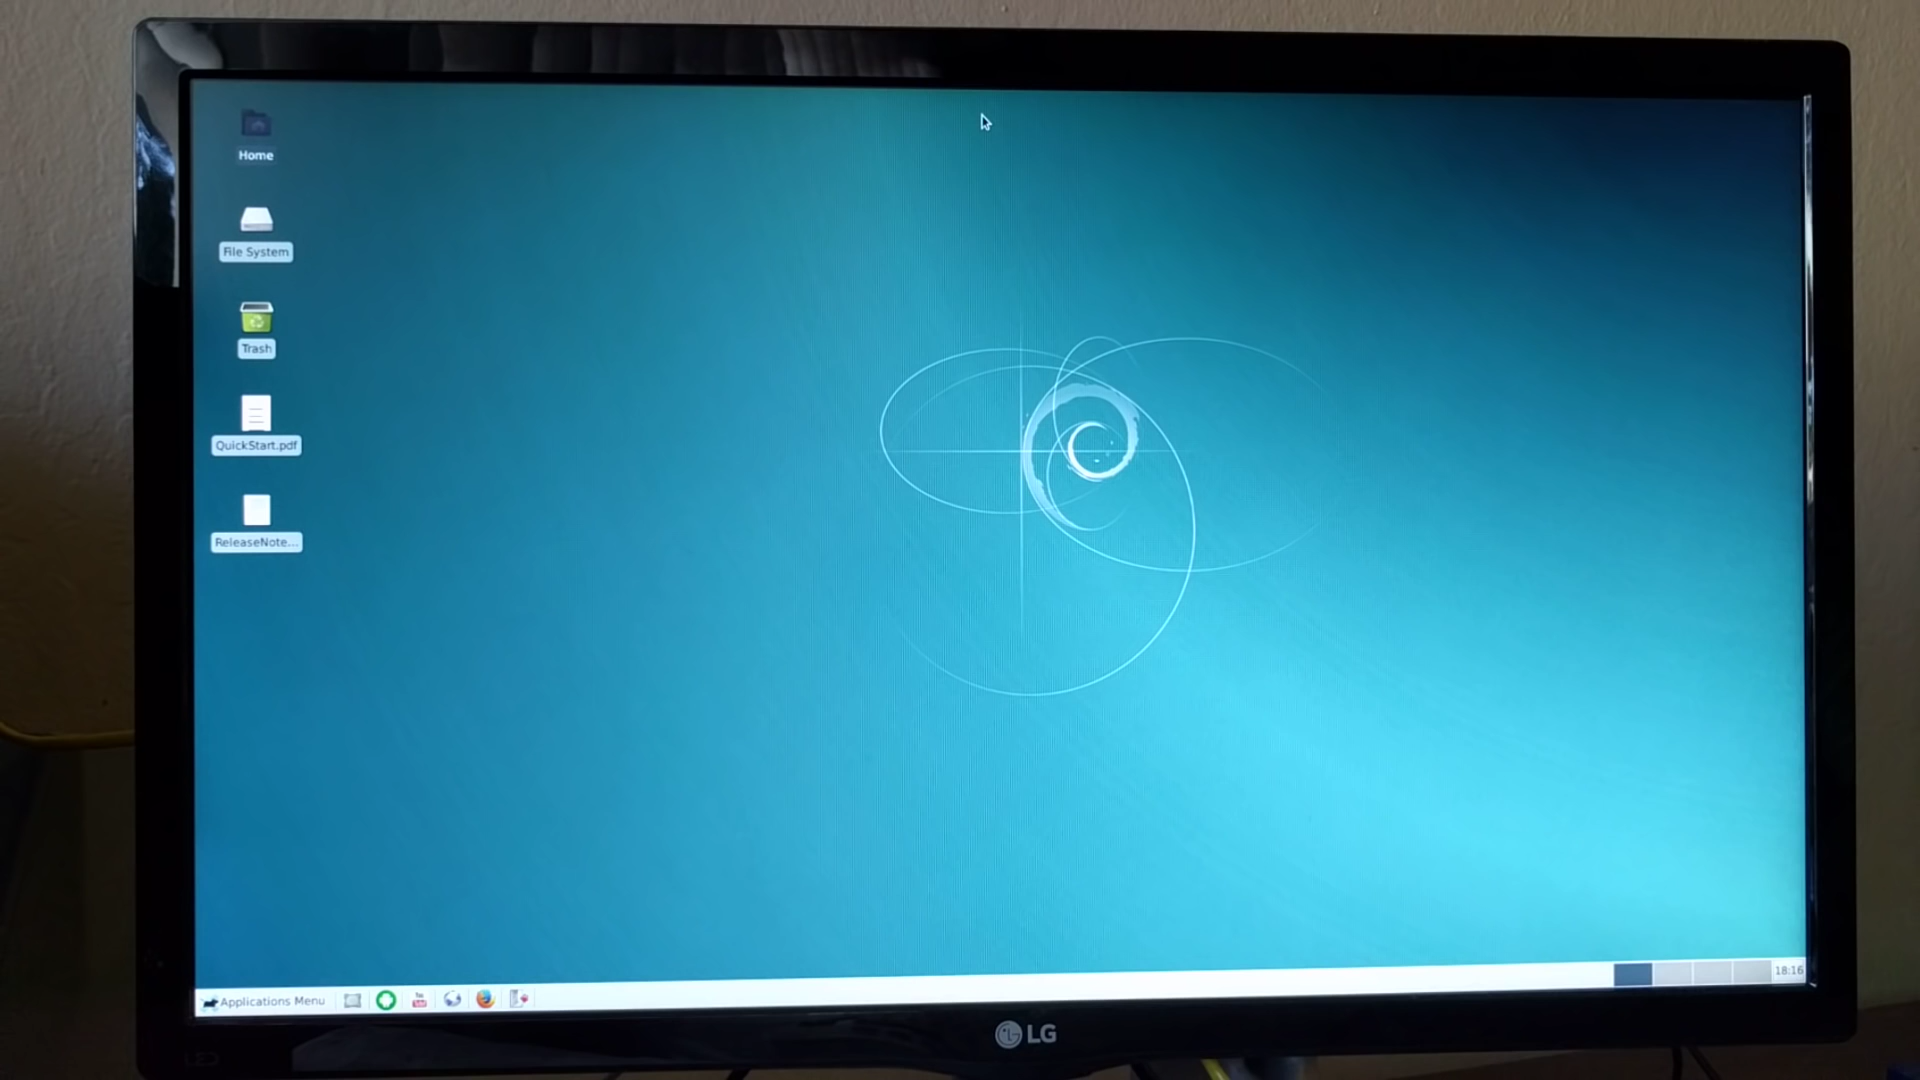 Home
File System
Trash
QuickStart.pdf
ReleaseNote...
Applications Menu
18:16
LG